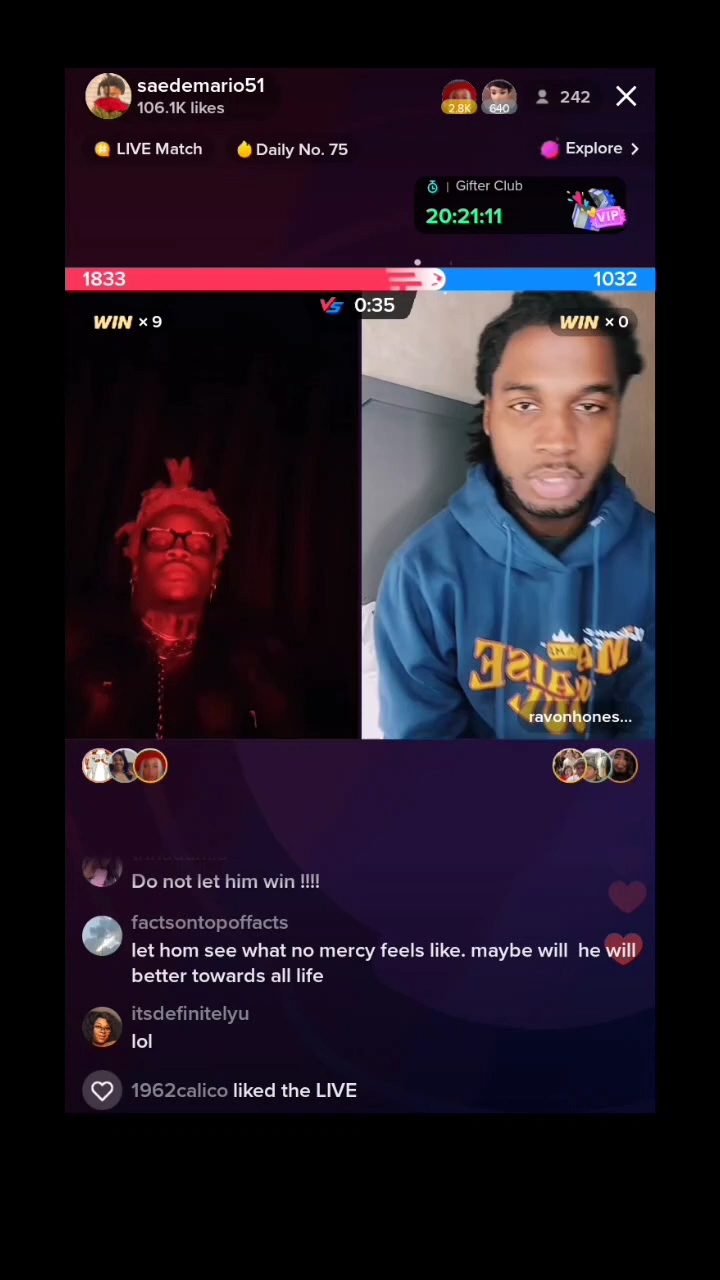 saedemario51
106.1K likes
2.8K
640
242
LIVE Match
Daily No. 75
Explore >
| Gifter Club
20:21:11
VIP
1833
1032
VS 0:35
WIN × 9
WIN × 0
ravonhones...
Do not let him win !!!!
factsontopoffacts
let hom see what no mercy feels like. maybe will he will
better towards all life
itsdefinitelyu
lol
1962calico liked the LIVE